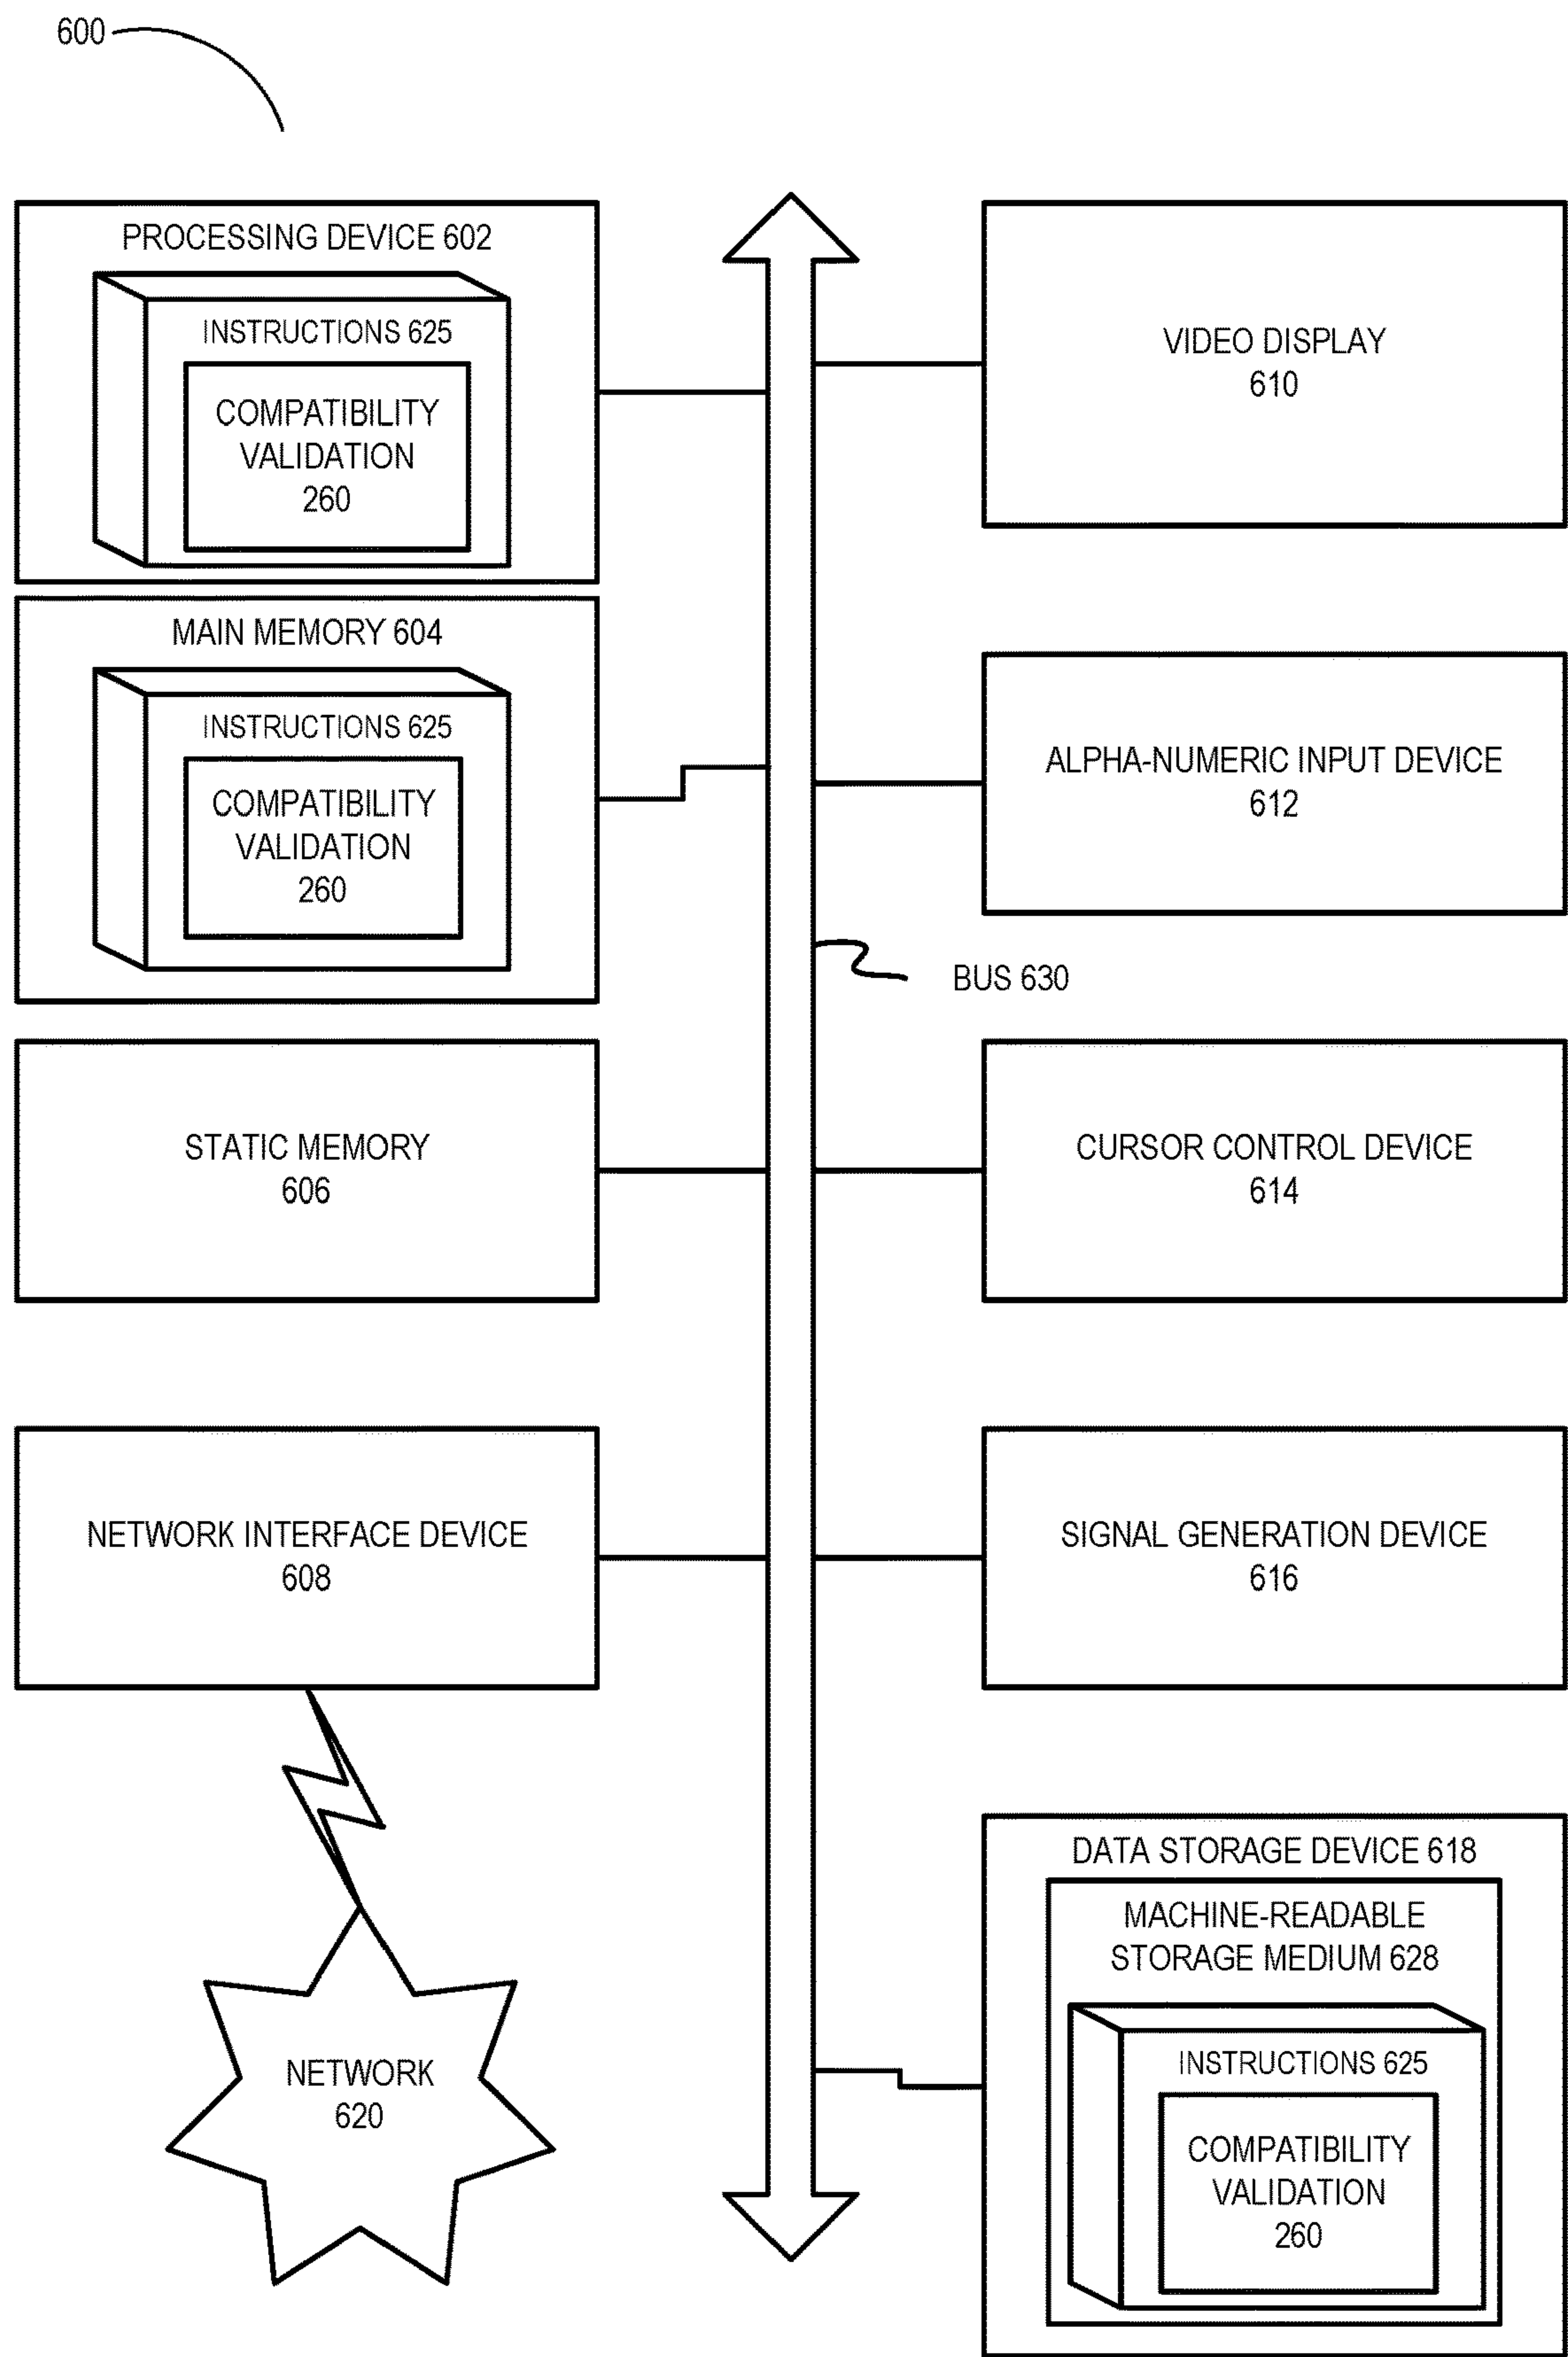 600
PROCESSING DEVICE 602
INSTRUCTIONS 625
COMPATIBILITY
VALIDATION
260
MAIN MEMORY 604
INSTRUCTIONS 625
COMPATIBILITY
VALIDATION
260
STATIC MEMORY
606
NETWORK INTERFACE DEVICE
608
NETWORK
620
BUS 630
VIDEO DISPLAY
610
ALPHA-NUMERIC INPUT DEVICE
612
CURSOR CONTROL DEVICE
614
SIGNAL GENERATION DEVICE
616
DATA STORAGE DEVICE 618
MACHINE-READABLE
STORAGE MEDIUM 628
INSTRUCTIONS 625
COMPATIBILITY
VALIDATION
260